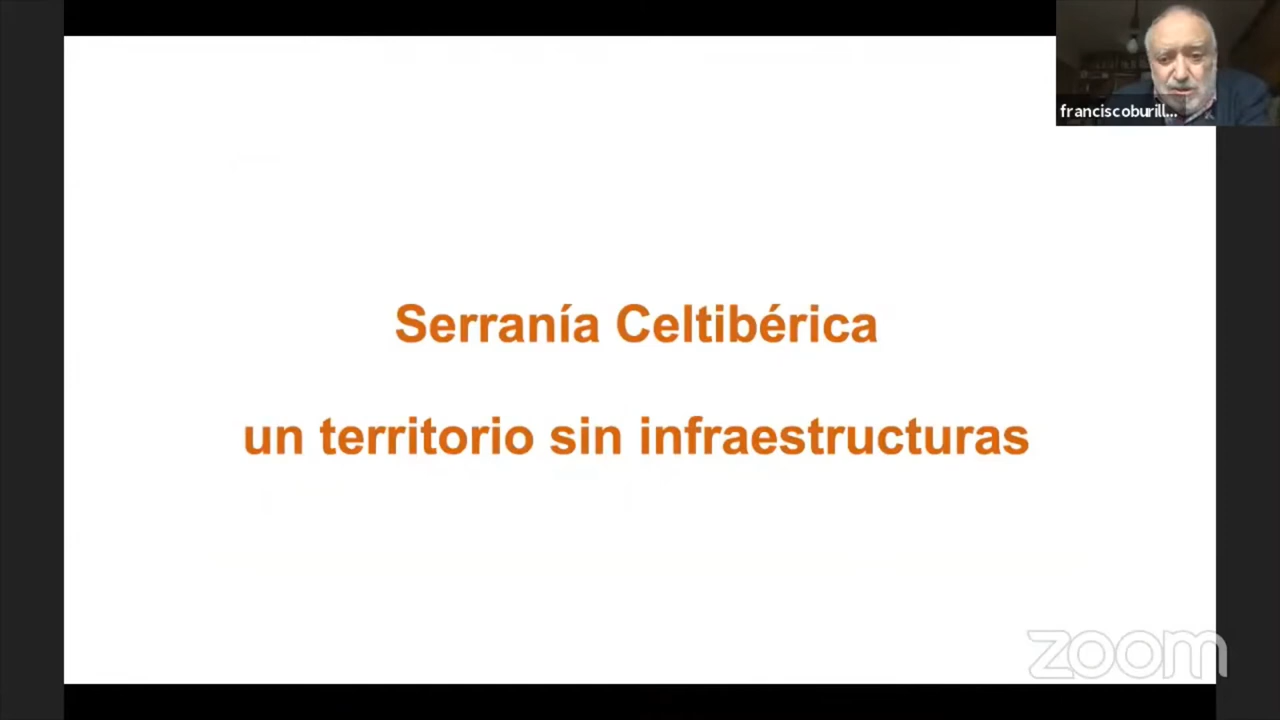 franciscoburill...
Serranía Celtibérica
un territorio sin infraestructuras
zoom